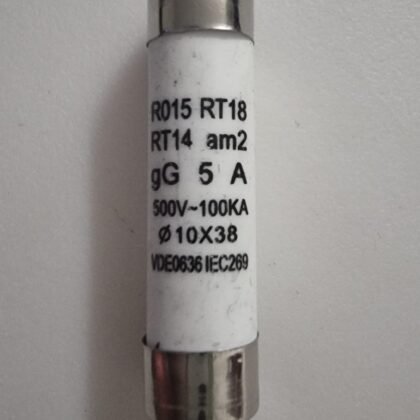 R015 RT18
RT14 am2
gG 5 A
500V~100KA
Ø10X38
VDE0636 IEC269